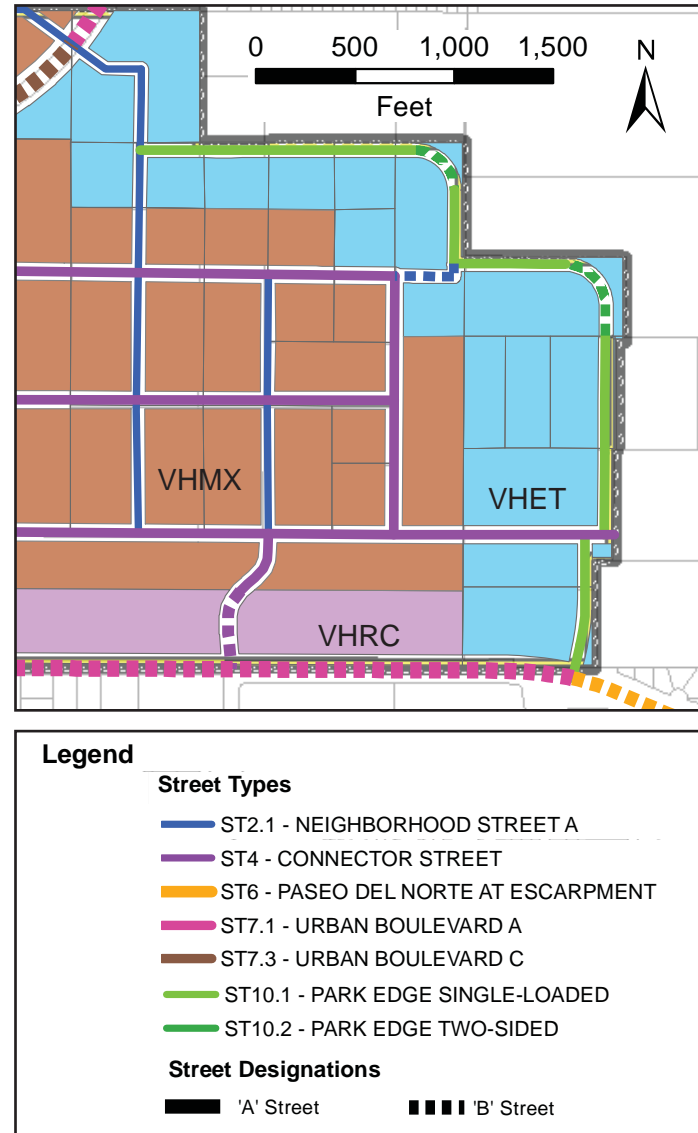 0 500 1,000 1,500
Feet
N
VHMX
VHET
VHRC
Legend
Street Types
ST2.1 - NEIGHBORHOOD STREET A
ST4 - CONNECTOR STREET
ST6 - PASEO DEL NORTE AT ESCARPMENT
ST7.1 - URBAN BOULEVARD A
ST7.3 - URBAN BOULEVARD C
ST10.1 - PARK EDGE SINGLE-LOADED
ST10.2 - PARK EDGE TWO-SIDED
Street Designations
'A' Street 'B' Street